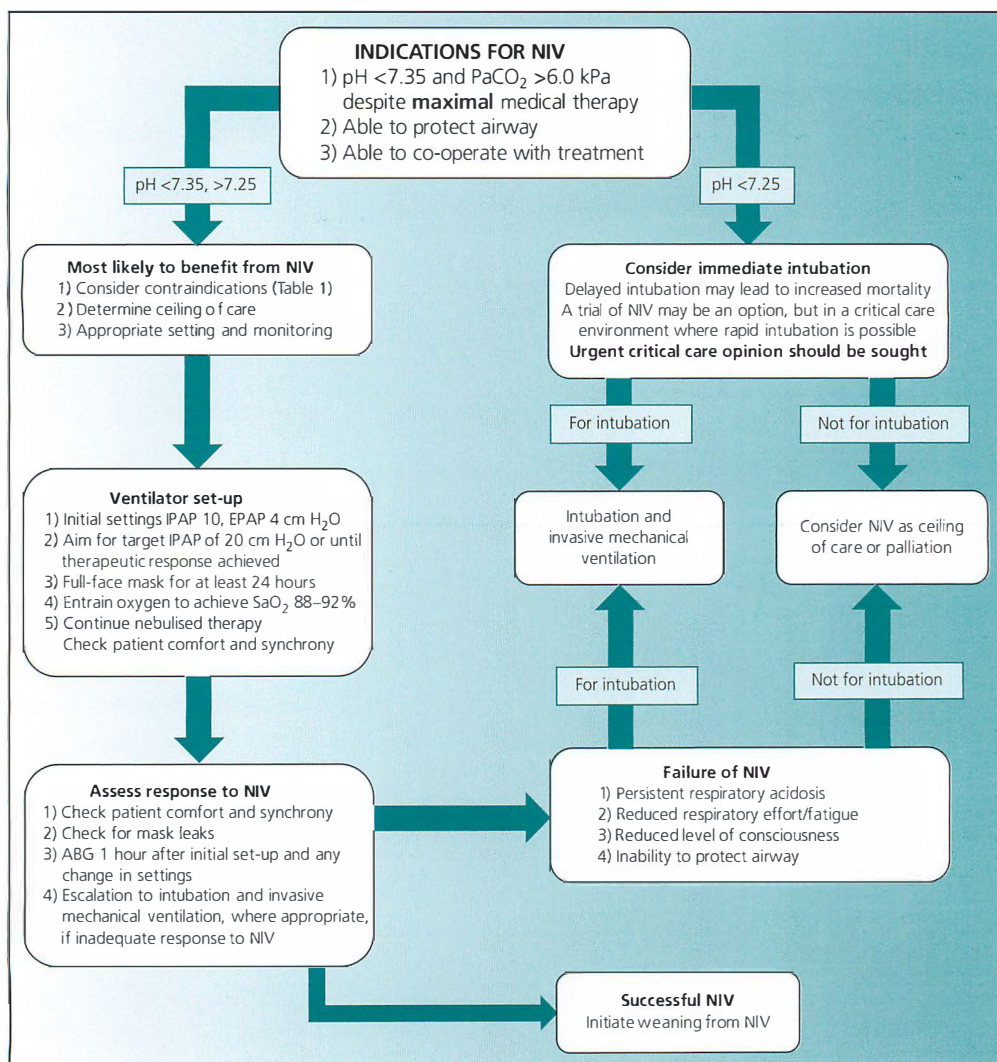 INDICATIONS FOR NIV
1) pH <7.35 and PaCO₂ >6.0 kPa
despite maximal medical therapy
2) Able to protect airway
3) Able to co-operate with treatment
pH <7.35, >7.25
pH <7.25
Most likely to benefit from NIV
1) Consider contraindications (Table 1)
2) Determine ceiling of care
3) Appropriate setting and monitoring
Consider immediate intubation
Delayed intubation may lead to increased mortality
A trial of NIV may be an option, but in a critical care
environment where rapid intubation is possible
Urgent critical care opinion should be sought
For intubation
Not for intubation
Ventilator set-up
1) Initial settings IPAP 10, EPAP 4 cm H₂O
2) Aim for target IPAP of 20 cm H₂O or until
therapeutic response achieved
3) Full-face mask for at least 24 hours
4) Entrain oxygen to achieve SaO₂ 88–92%
5) Continue nebulised therapy
Check patient comfort and synchrony
Intubation and
invasive mechanical
ventilation
Consider NIV as ceiling
of care or palliation
For intubation
Not for intubation
Assess response to NIV
1) Check patient comfort and synchrony
2) Check for mask leaks
3) ABG 1 hour after initial set-up and any
change in settings
4) Escalation to intubation and invasive
mechanical ventilation, where appropriate,
if inadequate response to NIV
Failure of NIV
1) Persistent respiratory acidosis
2) Reduced respiratory effort/fatigue
3) Reduced level of consciousness
4) Inability to protect airway
Successful NIV
Initiate weaning from NIV